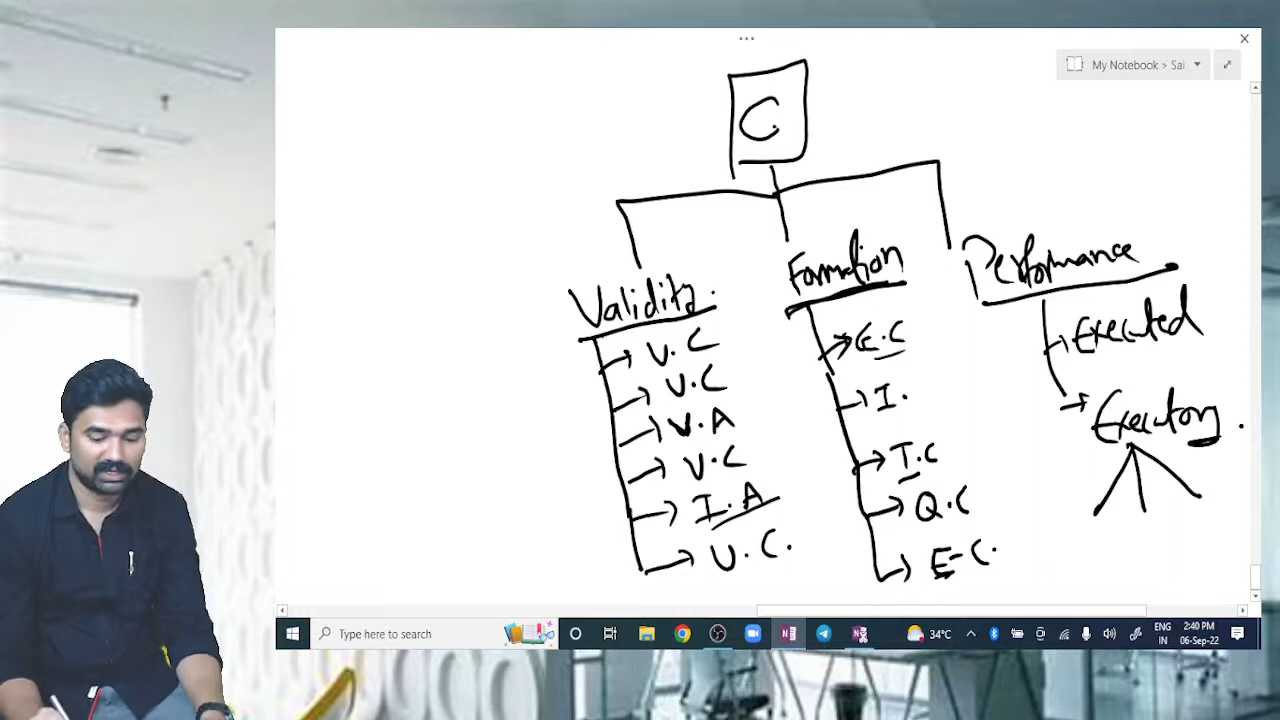 ...
My Notebook > Sai
C
Validity.
V.C
V.C
V.A
V.C
I.A
U.C.
Formation
E.C
I.
I.C
Q.C
E-C.
Performance
Executed
Executory.
Type here to search
34°C
ENG
IN
2:40 PM
06-Sep-22